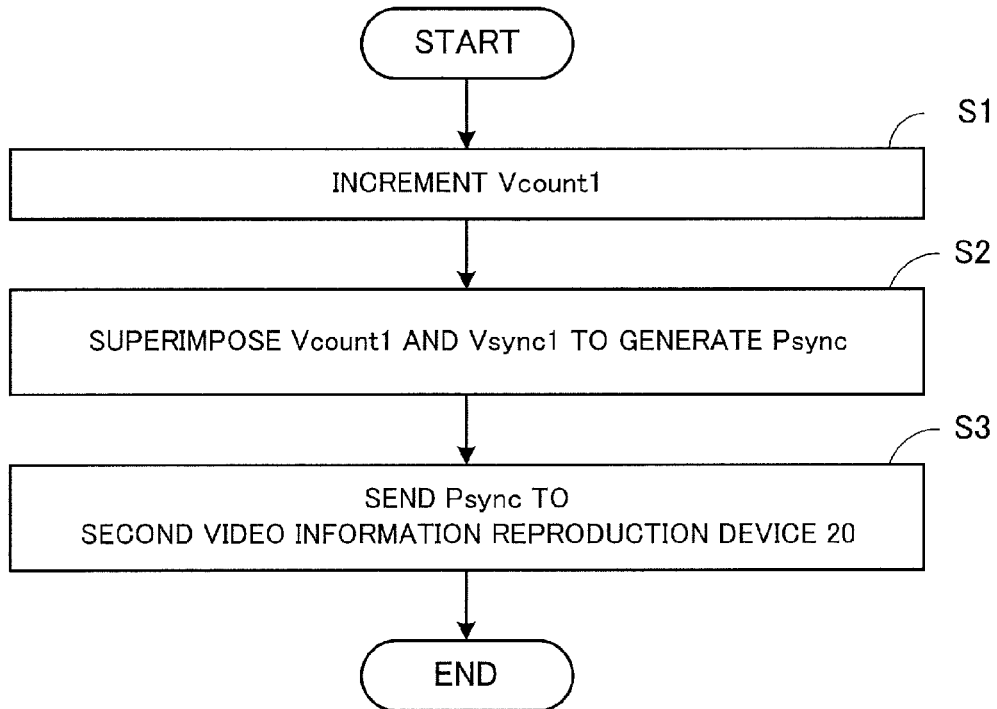 START
S1
INCREMENT Vcount1
S2
SUPERIMPOSE Vcount1 AND Vsync1 TO GENERATE Psync
S3
SEND Psync TO
SECOND VIDEO INFORMATION REPRODUCTION DEVICE 20
END